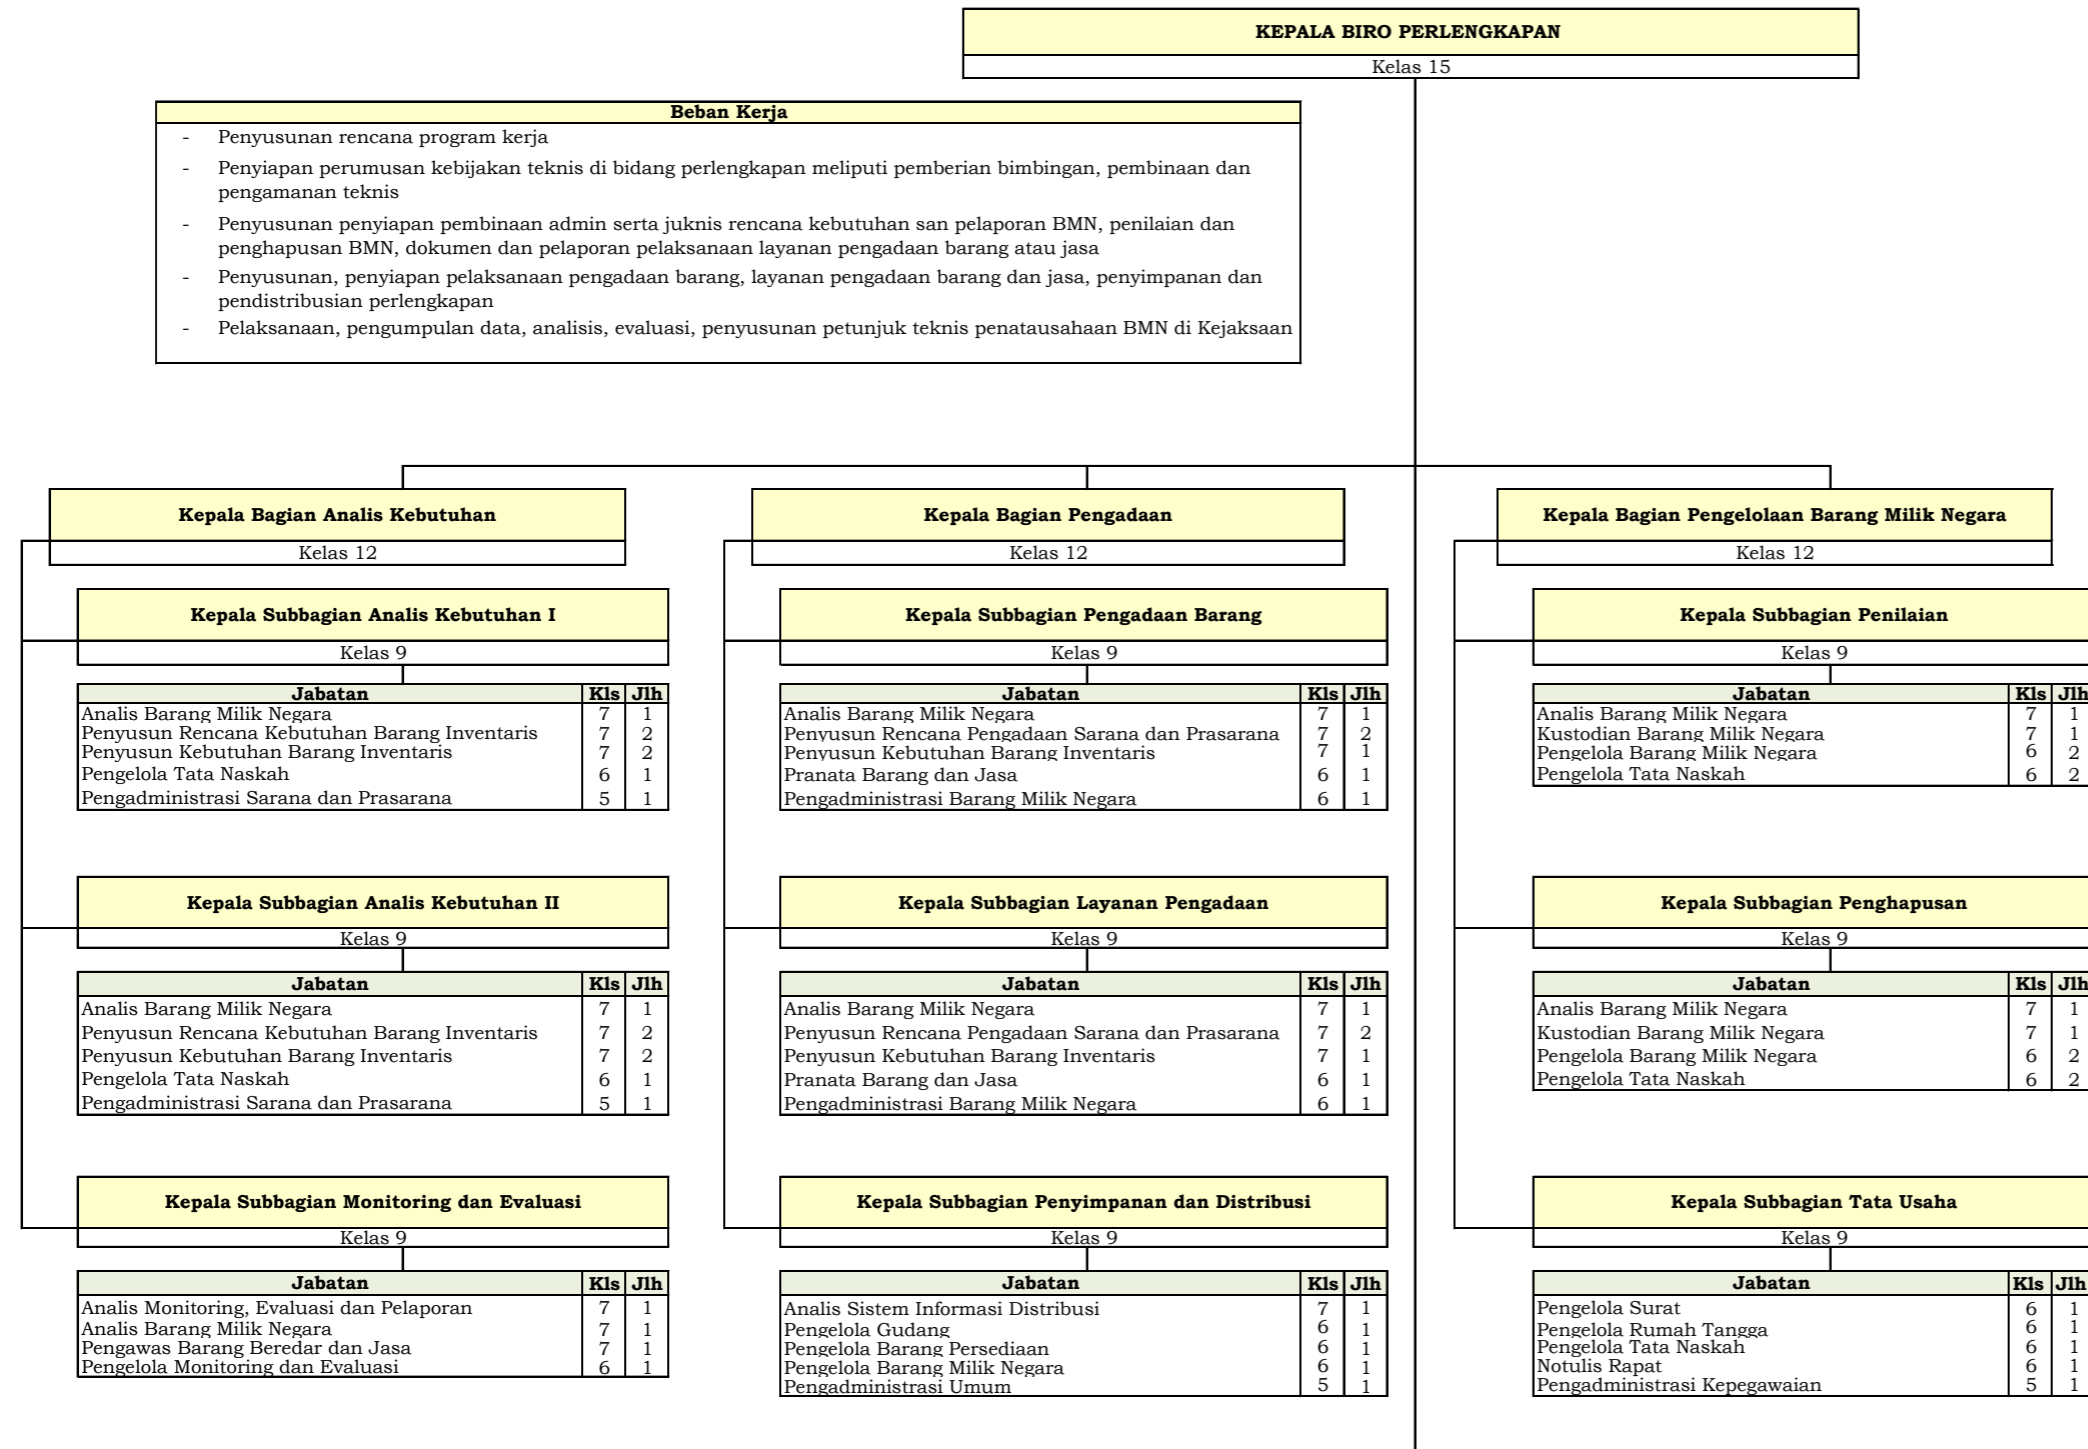 KEPALA BIRO PERLENGKAPAN
Kelas 15
Beban Kerja
- Penyusunan rencana program kerja
- Penyiapan perumusan kebijakan teknis di bidang perlengkapan meliputi pemberian bimbingan, pembinaan dan
pengamanan teknis
- Penyusunan penyiapan pembinaan admin serta juknis rencana kebutuhan san pelaporan BMN, penilaian dan
penghapusan BMN, dokumen dan pelaporan pelaksanaan layanan pengadaan barang atau jasa
- Penyusunan, penyiapan pelaksanaan pengadaan barang, layanan pengadaan barang dan jasa, penyimpanan dan
pendistribusian perlengkapan
- Pelaksanaan, pengumpulan data, analisis, evaluasi, penyusunan petunjuk teknis penatausahaan BMN di Kejaksaan
Kepala Bagian Analis Kebutuhan
Kelas 12
Kepala Subbagian Analis Kebutuhan I
Kelas 9
Jabatan Kls Jlh
Analis Barang Milik Negara 7 1
Penyusun Rencana Kebutuhan Barang Inventaris 7 2
Penyusun Kebutuhan Barang Inventaris 7 2
Pengelola Tata Naskah 6 1
Pengadministrasi Sarana dan Prasarana 5 1
Kepala Subbagian Analis Kebutuhan II
Kelas 9
Jabatan Kls Jlh
Analis Barang Milik Negara 7 1
Penyusun Rencana Kebutuhan Barang Inventaris 7 2
Penyusun Kebutuhan Barang Inventaris 7 2
Pengelola Tata Naskah 6 1
Pengadministrasi Sarana dan Prasarana 5 1
Kepala Subbagian Monitoring dan Evaluasi
Kelas 9
Jabatan Kls Jlh
Analis Monitoring, Evaluasi dan Pelaporan 7 1
Analis Barang Milik Negara 7 1
Pengawas Barang Beredar dan Jasa 7 1
Pengelola Monitoring dan Evaluasi 6 1
Kepala Bagian Pengadaan
Kelas 12
Kepala Subbagian Pengadaan Barang
Kelas 9
Jabatan Kls Jlh
Analis Barang Milik Negara 7 1
Penyusun Rencana Pengadaan Sarana dan Prasarana 7 2
Penyusun Kebutuhan Barang Inventaris 7 1
Pranata Barang dan Jasa 6 1
Pengadministrasi Barang Milik Negara 6 1
Kepala Subbagian Layanan Pengadaan
Kelas 9
Jabatan Kls Jlh
Analis Barang Milik Negara 7 1
Penyusun Rencana Pengadaan Sarana dan Prasarana 7 2
Penyusun Kebutuhan Barang Inventaris 7 1
Pranata Barang dan Jasa 6 1
Pengadministrasi Barang Milik Negara 6 1
Kepala Subbagian Penyimpanan dan Distribusi
Kelas 9
Jabatan Kls Jlh
Analis Sistem Informasi Distribusi 7 1
Pengelola Gudang 6 1
Pengelola Barang Persediaan 6 1
Pengelola Barang Milik Negara 6 1
Pengadministrasi Umum 5 1
Kepala Bagian Pengelolaan Barang Milik Negara
Kelas 12
Kepala Subbagian Penilaian
Kelas 9
Jabatan Kls Jlh
Analis Barang Milik Negara 7 1
Kustodian Barang Milik Negara 7 1
Pengelola Barang Milik Negara 6 2
Pengelola Tata Naskah 6 2
Kepala Subbagian Penghapusan
Kelas 9
Jabatan Kls Jlh
Analis Barang Milik Negara 7 1
Kustodian Barang Milik Negara 7 1
Pengelola Barang Milik Negara 6 2
Pengelola Tata Naskah 6 2
Kepala Subbagian Tata Usaha
Kelas 9
Jabatan Kls Jlh
Pengelola Surat 6 1
Pengelola Rumah Tangga 6 1
Pengelola Tata Naskah 6 1
Notulis Rapat 6 1
Pengadministrasi Kepegawaian 5 1